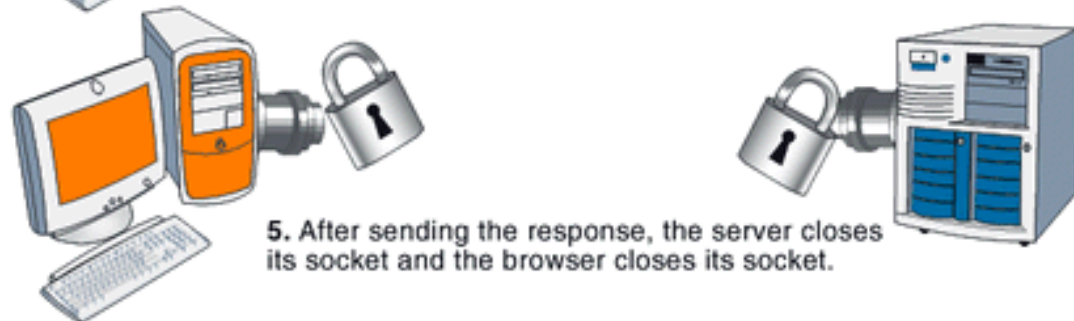 5. After sending the response, the server closes
its socket and the browser closes its socket.